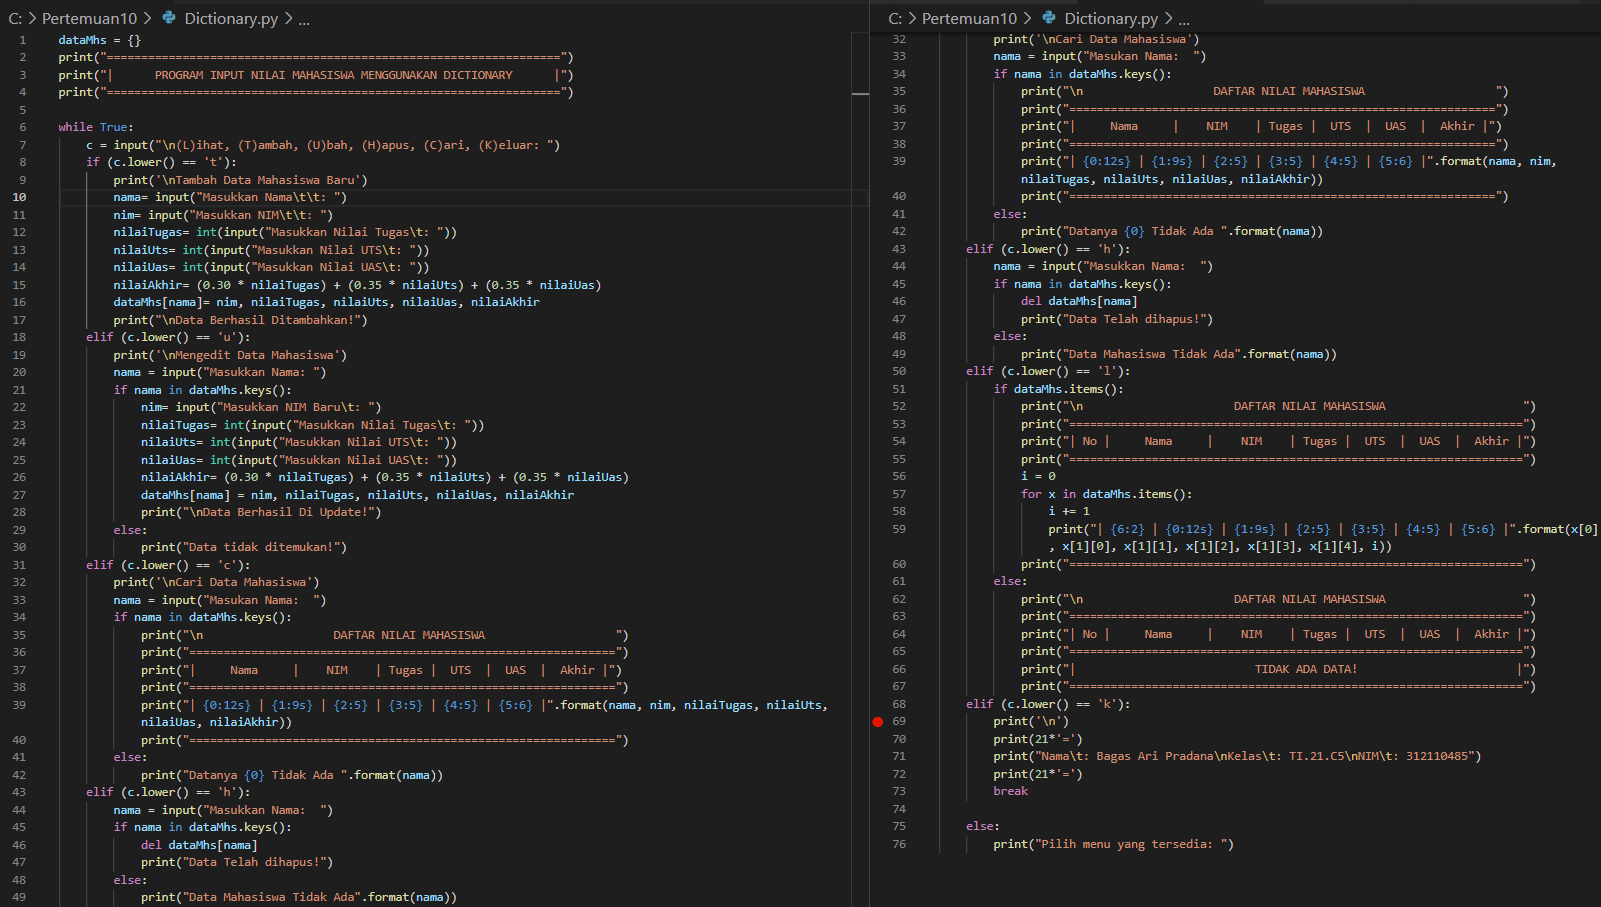 C: > Pertemuan10 > Dictionary.py > ...
1 dataMhs = {}
2 print("==================================================================")
3 print("|      PROGRAM INPUT NILAI MAHASISWA MENGGUNAKAN DICTIONARY      |")
4 print("==================================================================")
5
6 while True:
7     c = input("\n(L)ihat, (T)ambah, (U)bah, (H)apus, (C)ari, (K)eluar: ")
8     if (c.lower() == 't'):
9         print('\nTambah Data Mahasiswa Baru')
10         nama= input("Masukkan Nama\t\t: ")
11         nim= input("Masukkan NIM\t\t: ")
12         nilaiTugas= int(input("Masukkan Nilai Tugas\t: "))
13         nilaiUts= int(input("Masukkan Nilai UTS\t: "))
14         nilaiUas= int(input("Masukkan Nilai UAS\t: "))
15         nilaiAkhir= (0.30 * nilaiTugas) + (0.35 * nilaiUts) + (0.35 * nilaiUas)
16         dataMhs[nama]= nim, nilaiTugas, nilaiUts, nilaiUas, nilaiAkhir
17         print("\nData Berhasil Ditambahkan!")
18     elif (c.lower() == 'u'):
19         print('\nMengedit Data Mahasiswa')
20         nama = input("Masukkan Nama: ")
21         if nama in dataMhs.keys():
22             nim= input("Masukkan NIM Baru\t: ")
23             nilaiTugas= int(input("Masukkan Nilai Tugas\t: "))
24             nilaiUts= int(input("Masukkan Nilai UTS\t: "))
25             nilaiUas= int(input("Masukkan Nilai UAS\t: "))
26             nilaiAkhir= (0.30 * nilaiTugas) + (0.35 * nilaiUts) + (0.35 * nilaiUas)
27             dataMhs[nama] = nim, nilaiTugas, nilaiUts, nilaiUas, nilaiAkhir
28             print("\nData Berhasil Di Update!")
29         else:
30             print("Data tidak ditemukan!")
31     elif (c.lower() == 'c'):
32         print('\nCari Data Mahasiswa')
33         nama = input("Masukan Nama:  ")
34         if nama in dataMhs.keys():
35             print("\n                   DAFTAR NILAI MAHASISWA                   ")
36             print("==============================================================")
37             print("|     Nama     |    NIM    | Tugas |  UTS  |  UAS  |  Akhir |")
38             print("==============================================================")
39             print("| {0:12s} | {1:9s} | {2:5} | {3:5} | {4:5} | {5:6} |".format(nama, nim, nilaiTugas, nilaiUts,
nilaiUas, nilaiAkhir))
40             print("==============================================================")
41         else:
42             print("Datanya {0} Tidak Ada ".format(nama))
43     elif (c.lower() == 'h'):
44         nama = input("Masukkan Nama:  ")
45         if nama in dataMhs.keys():
46             del dataMhs[nama]
47             print("Data Telah dihapus!")
48         else:
49             print("Data Mahasiswa Tidak Ada".format(nama))
C: > Pertemuan10 > Dictionary.py > ...
32         print('\nCari Data Mahasiswa')
33         nama = input("Masukan Nama:  ")
34         if nama in dataMhs.keys():
35             print("\n                   DAFTAR NILAI MAHASISWA                   ")
36             print("==============================================================")
37             print("|     Nama     |    NIM    | Tugas |  UTS  |  UAS  |  Akhir |")
38             print("==============================================================")
39             print("| {0:12s} | {1:9s} | {2:5} | {3:5} | {4:5} | {5:6} |".format(nama, nim,
nilaiTugas, nilaiUts, nilaiUas, nilaiAkhir))
40             print("==============================================================")
41         else:
42             print("Datanya {0} Tidak Ada ".format(nama))
43     elif (c.lower() == 'h'):
44         nama = input("Masukkan Nama:  ")
45         if nama in dataMhs.keys():
46             del dataMhs[nama]
47             print("Data Telah dihapus!")
48         else:
49             print("Data Mahasiswa Tidak Ada".format(nama))
50     elif (c.lower() == 'l'):
51         if dataMhs.items():
52             print("\n                      DAFTAR NILAI MAHASISWA                    ")
53             print("==================================================================")
54             print("| No |     Nama     |    NIM    | Tugas |  UTS  |  UAS  |  Akhir |")
55             print("==================================================================")
56             i = 0
57             for x in dataMhs.items():
58                 i += 1
59                 print("| {6:2} | {0:12s} | {1:9s} | {2:5} | {3:5} | {4:5} | {5:6} |".format(x[0]
, x[1][0], x[1][1], x[1][2], x[1][3], x[1][4], i))
60             print("==================================================================")
61         else:
62             print("\n                      DAFTAR NILAI MAHASISWA                    ")
63             print("==================================================================")
64             print("| No |     Nama     |    NIM    | Tugas |  UTS  |  UAS  |  Akhir |")
65             print("==================================================================")
66             print("|                          TIDAK ADA DATA!                       |")
67             print("==================================================================")
68     elif (c.lower() == 'k'):
69         print('\n')
70         print(21*'=')
71         print("Nama\t: Bagas Ari Pradana\nKelas\t: TI.21.C5\nNIM\t: 312110485")
72         print(21*'=')
73         break
74
75     else:
76         print("Pilih menu yang tersedia: ")